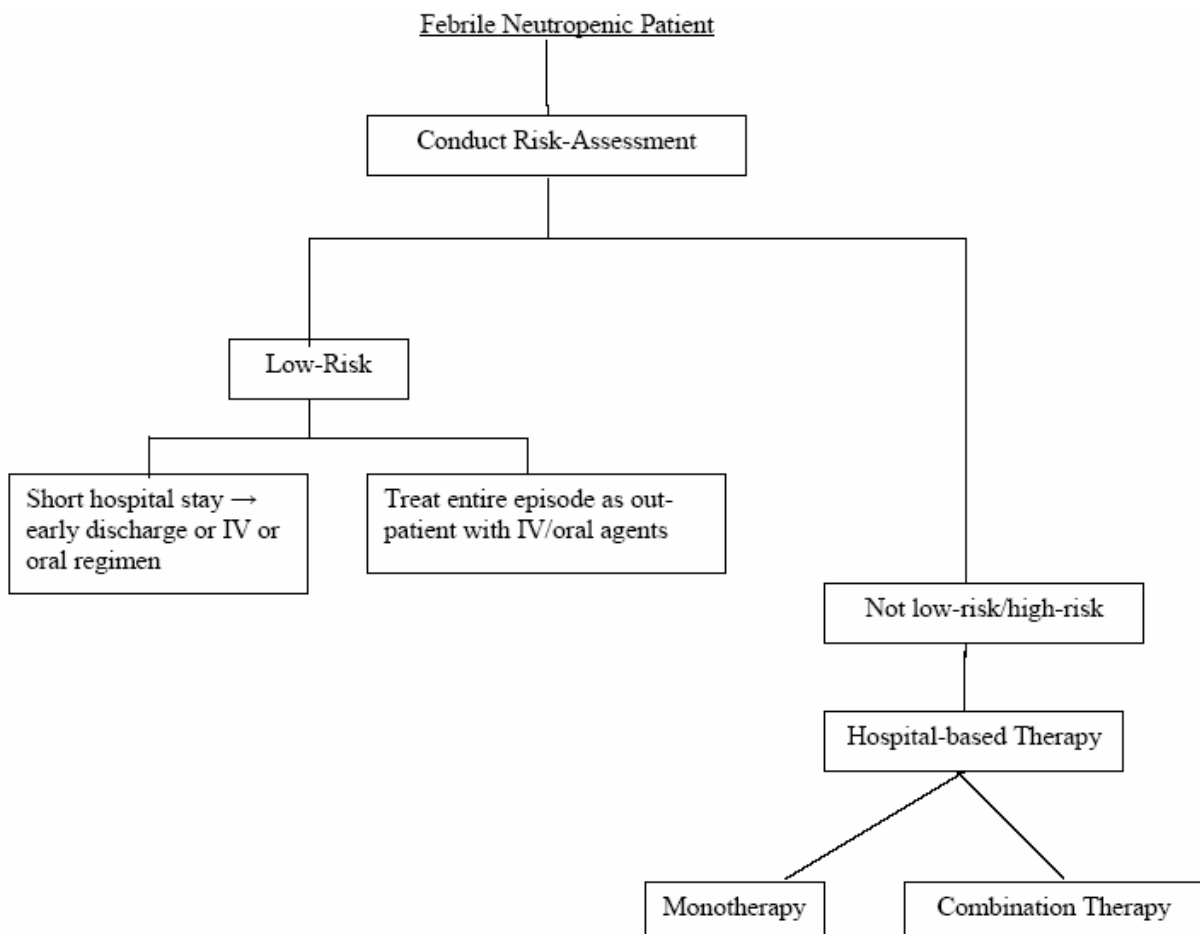 Febrile Neutropenic Patient
Conduct Risk-Assessment
Low-Risk
Short hospital stay →
early discharge or IV or
oral regimen
Treat entire episode as out-
patient with IV/oral agents
Not low-risk/high-risk
Hospital-based Therapy
Monotherapy
Combination Therapy